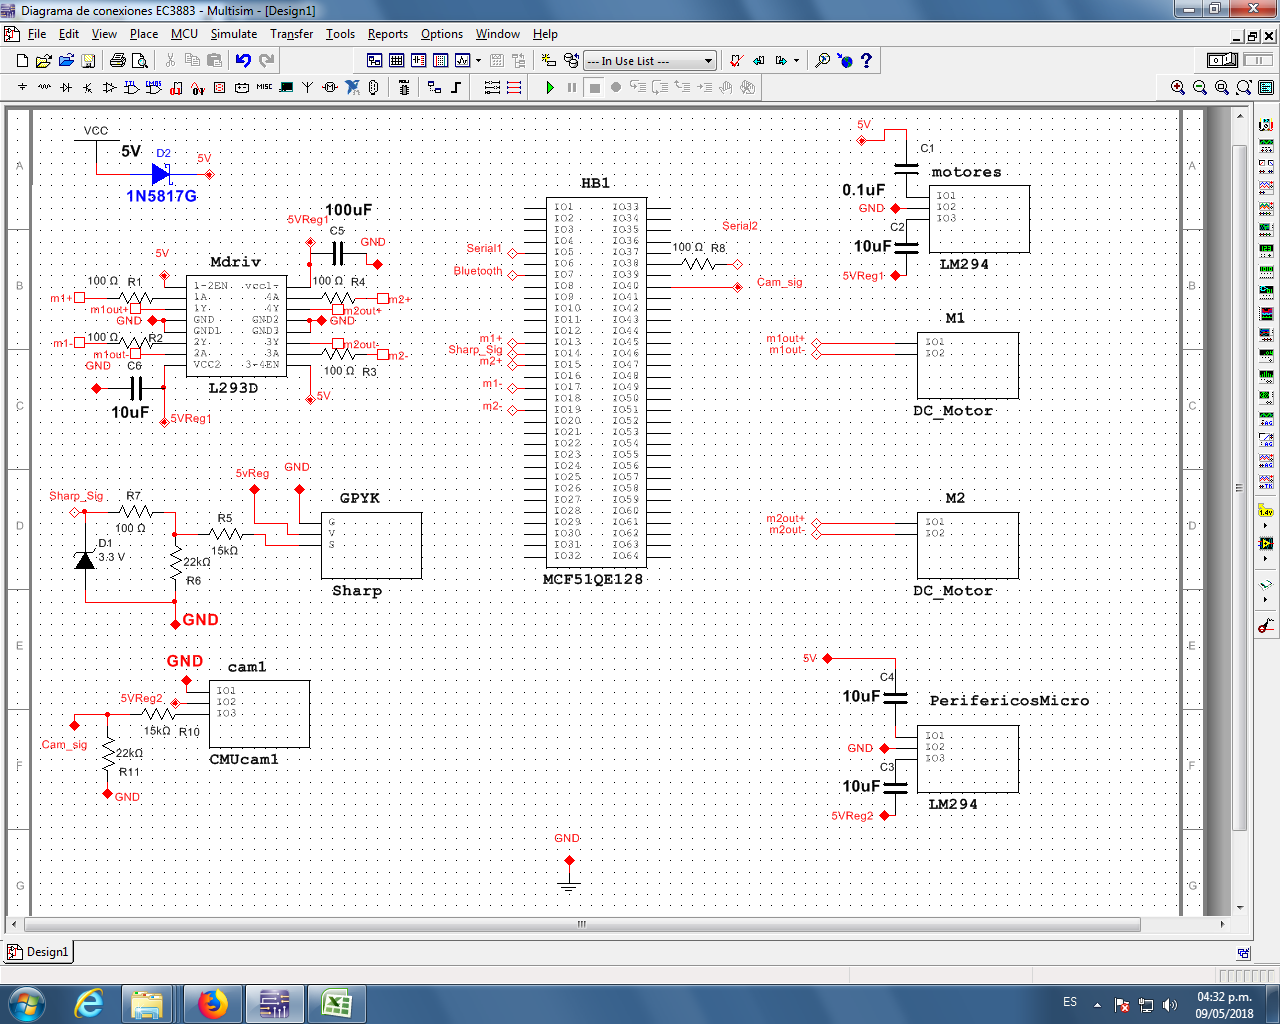 Diagrama de conexiones EC3883 - Multisim - [Design1]
File Edit View Place MCU Simulate Transfer Tools Reports Options Window Help
--- In Use List ---
MISC
A
B
C
D
E
F
G
VCC
5V
D2
5V
1N5817G
100uF
5VReg1
C5
GND
5V
Mdriv
100 Ω R1
100 Ω R4
m1+
m1out+
GND
m2+
m2out+
GND
1-2EN VCC1
1A 4A
1Y 4Y
GND GND2
GND1 GND3
2Y 3Y
2A 3A
VCC2 3-4EN
m1-
100 Ω R2
m1out-
m2out-
m2-
100 Ω R3
GND
C6
10uF
5VReg1
L293D
5V
Sharp_Sig
R7
100 Ω
D1
3.3 V
22kΩ
R6
R5
15kΩ
GND
5vReg
GND
GPYK
G
V
S
Sharp
GND
cam1
5VReg2
IO1
IO2
IO3
15kΩ R10
Cam_sig
22kΩ
R11
GND
CMUcam1
HB1
IO1 IO33
IO2 IO34
IO3 IO35
IO4 IO36
IO5 IO37
IO6 IO38
IO7 IO39
IO8 IO40
IO9 IO41
IO10 IO42
IO11 IO43
IO12 IO44
IO13 IO45
IO14 IO46
IO15 IO47
IO16 IO48
IO17 IO49
IO18 IO50
IO19 IO51
IO20 IO52
IO21 IO53
IO22 IO54
IO23 IO55
IO24 IO56
IO25 IO57
IO26 IO58
IO27 IO59
IO28 IO60
IO29 IO61
IO30 IO62
IO31 IO63
IO32 IO64
MCF51QE128
Serial1
Bluetooth
m1+
Sharp_Sig
m2+
m1-
m2-
Serial2
100 Ω R8
Cam_sig
GND
5V
C1
0.1uF
motores
GND
IO1
IO2
IO3
C2
10uF
5VReg1
LM294
M1
m1out+
m1out-
IO1
IO2
DC_Motor
M2
m2out+
m2out-
IO1
IO2
DC_Motor
5V
C4
10uF
PerifericosMicro
GND
IO1
IO2
IO3
C3
10uF
5VReg2
LM294
A
B
C
D
E
F
G
Design1
ES
04:32 p.m.
09/05/2018